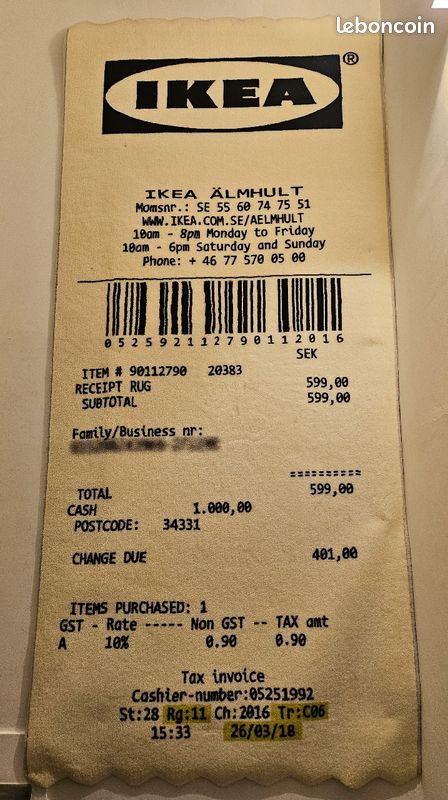 leboncoin
IKEA ®
IKEA ÄLMHULT
Momsnr.: SE 55 60 74 75 51
WWW.IKEA.COM.SE/AELMHULT
10am - 8pm Monday to Friday
10am - 6pm Saturday and Sunday
Phone: + 46 77 570 05 00
05259211279011 2016
SEK
ITEM # 90112790 20383
RECEIPT RUG 599,00
SUBTOTAL 599,00
Family/Business nr:
==========
TOTAL 599,00
CASH 1.000,00
POSTCODE: 34331
CHANGE DUE 401,00
ITEMS PURCHASED: 1
GST - Rate ----- Non GST -- TAX amt
A 10% 0.90 0.90
Tax invoice
Cashier-number:05251992
St:28 Rg:11 Ch:2016 Tr:C06
15:33 26/03/18